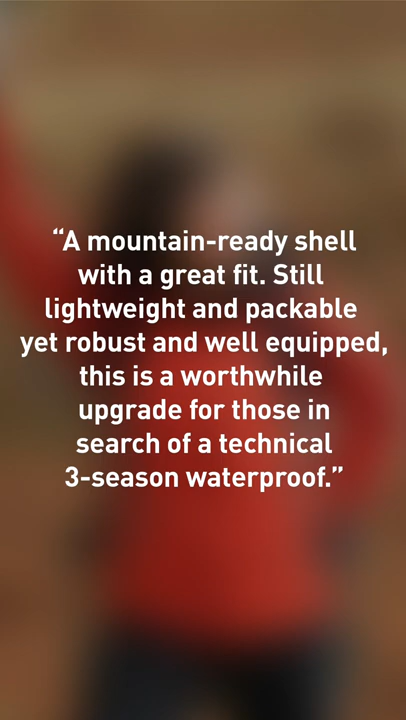 “A mountain-ready shell
with a great fit. Still
lightweight and packable
yet robust and well equipped,
this is a worthwhile
upgrade for those in
search of a technical
3-season waterproof.”